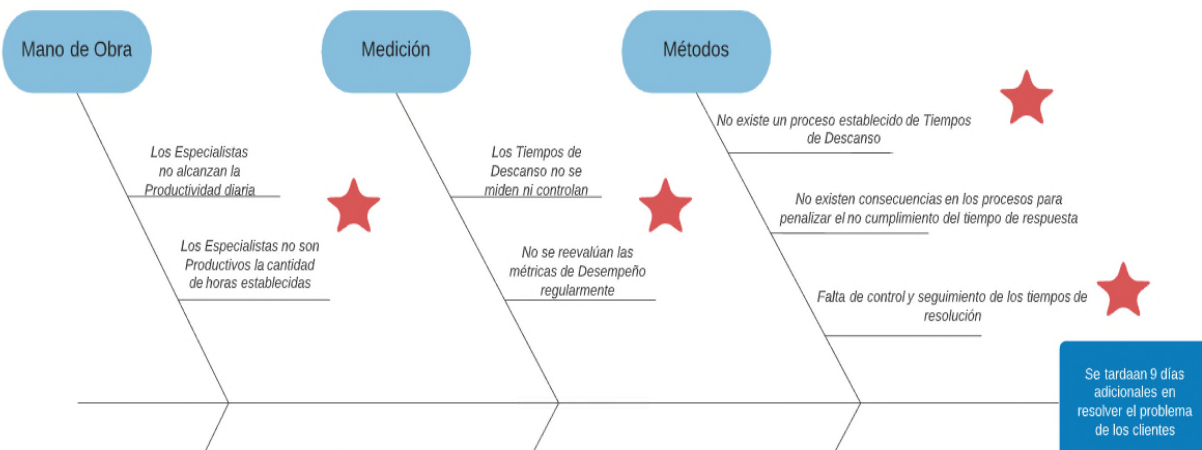 Mano de Obra
Medición
Métodos
Los Especialistas
no alcanzan la
Productividad diaria
Los Especialistas no son
Productivos la cantidad
de horas establecidas
Los Tiempos de
Descanso no se
miden ni controlan
No se reevalúan las
métricas de Desempeño
regularmente
No existe un proceso establecido de Tiempos
de Descanso
No existen consecuencias en los procesos para
penalizar el no cumplimiento del tiempo de respuesta
Falta de control y seguimiento de los tiempos de
resolución
Se tardaan 9 días
adicionales en
resolver el problema
de los clientes